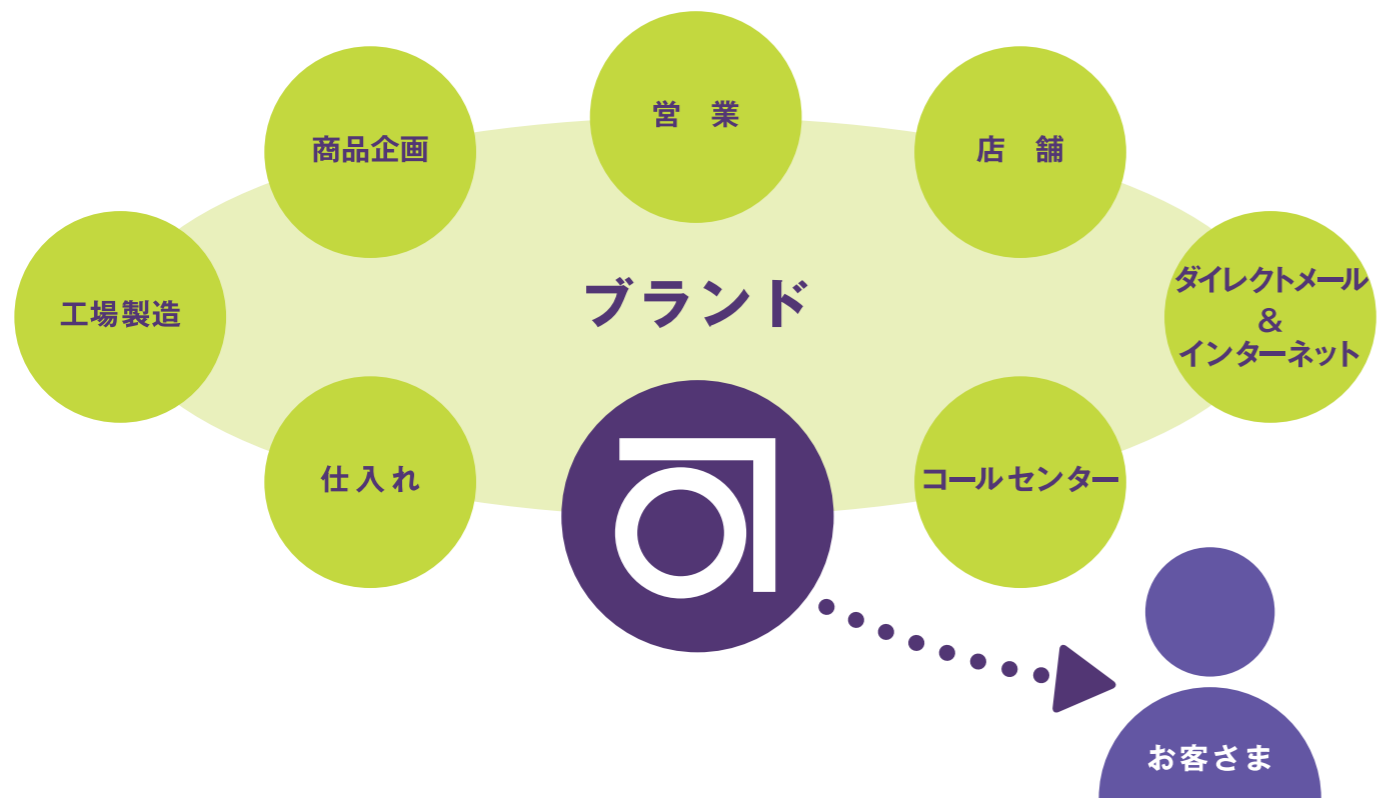 営　業
商品企画
店　舗
工場製造
ブランド
ダイレクトメール
&
インターネット
仕入れ
コールセンター
お客さま